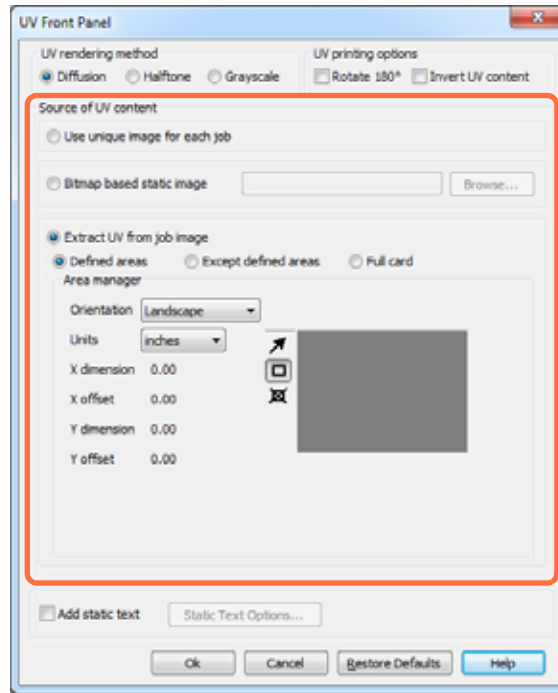 UV Front Panel
UV rendering method
Diffusion Halftone Grayscale
UV printing options
Rotate 180° Invert UV content
Source of UV content
Use unique image for each job
Bitmap based static image Browse...
Extract UV from job image
Defined areas Except defined areas Full card
Area manager
Orientation Landscape
Units inches
X dimension 0.00
X offset 0.00
Y dimension 0.00
Y offset 0.00
Add static text Static Text Options...
Ok Cancel Restore Defaults Help